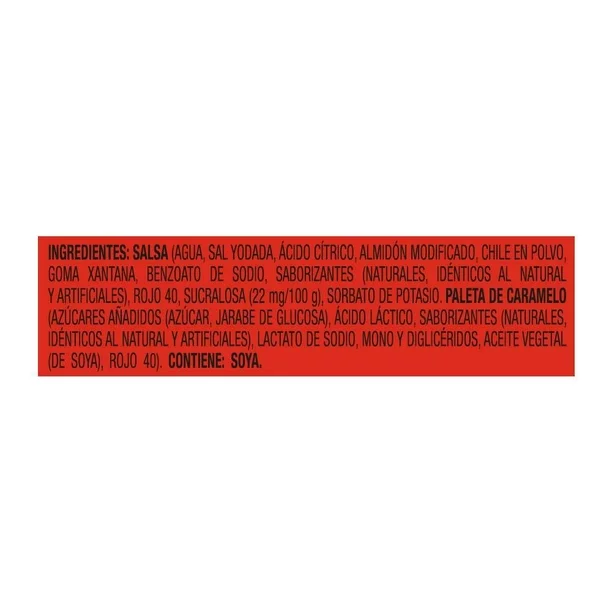 INGREDIENTES: SALSA (AGUA, SAL YODADA, ÁCIDO CÍTRICO, ALMIDÓN MODIFICADO, CHILE EN POLVO,
GOMA XANTANA, BENZOATO DE SODIO, SABORIZANTES (NATURALES, IDÉNTICOS AL NATURAL
Y ARTIFICIALES), ROJO 40, SUCRALOSA (22 mg/100 g), SORBATO DE POTASIO. PALETA DE CARAMELO
(AZÚCARES AÑADIDOS (AZÚCAR, JARABE DE GLUCOSA), ÁCIDO LÁCTICO, SABORIZANTES (NATURALES,
IDÉNTICOS AL NATURAL Y ARTIFICIALES), LACTATO DE SODIO, MONO Y DIGLICÉRIDOS, ACEITE VEGETAL
(DE SOYA), ROJO 40). CONTIENE: SOYA.